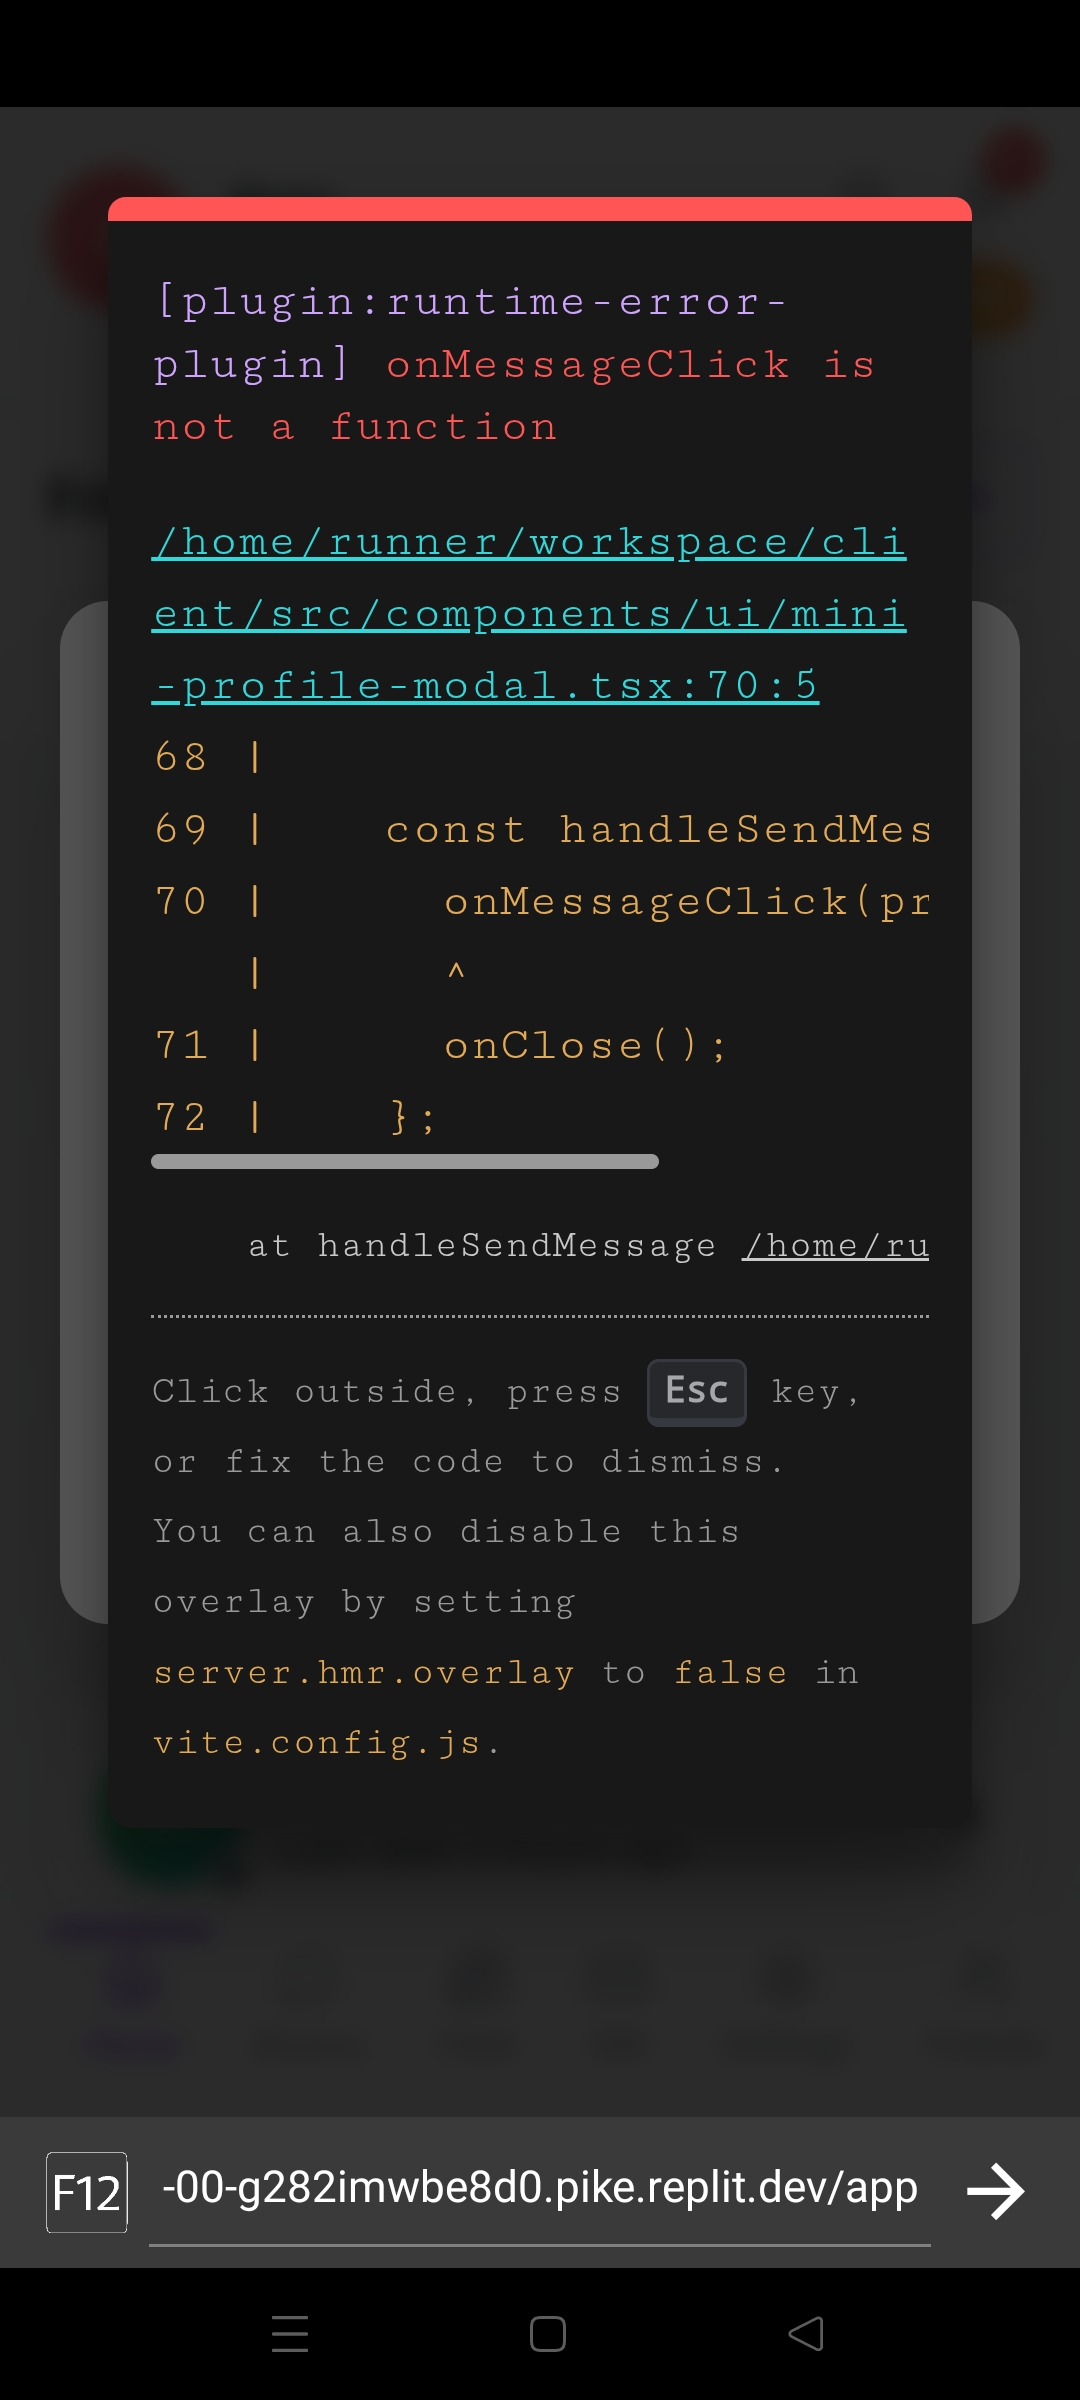 [plugin:runtime-error-
plugin] onMessageClick is
not a function
/home/runner/workspace/cli
ent/src/components/ui/mini
-profile-modal.tsx:70:5
68 |
69 |    const handleSendMes
70 |      onMessageClick(pr
   |      ^
71 |      onClose();
72 |    };
at handleSendMessage /home/ru
Click outside, press Esc key,
or fix the code to dismiss.
You can also disable this
overlay by setting
server.hmr.overlay to false in
vite.config.js.
F12 -00-g282imwbe8d0.pike.replit.dev/app